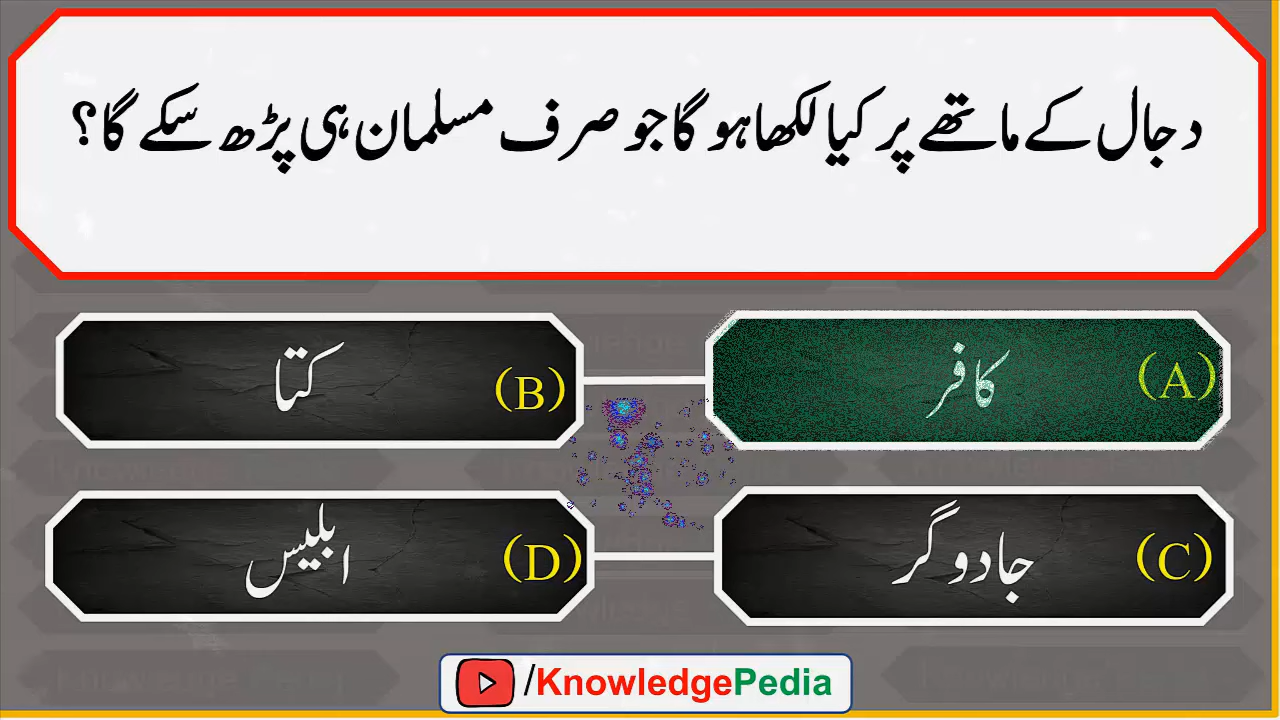 دجال کے ماتھے پر کیا لکھا ہو گا جو صرف مسلمان ہی پڑھ سکے گا؟
(A) کافر
(B) کتا
(C) جادوگر
(D) ابلیس
/KnowledgePedia